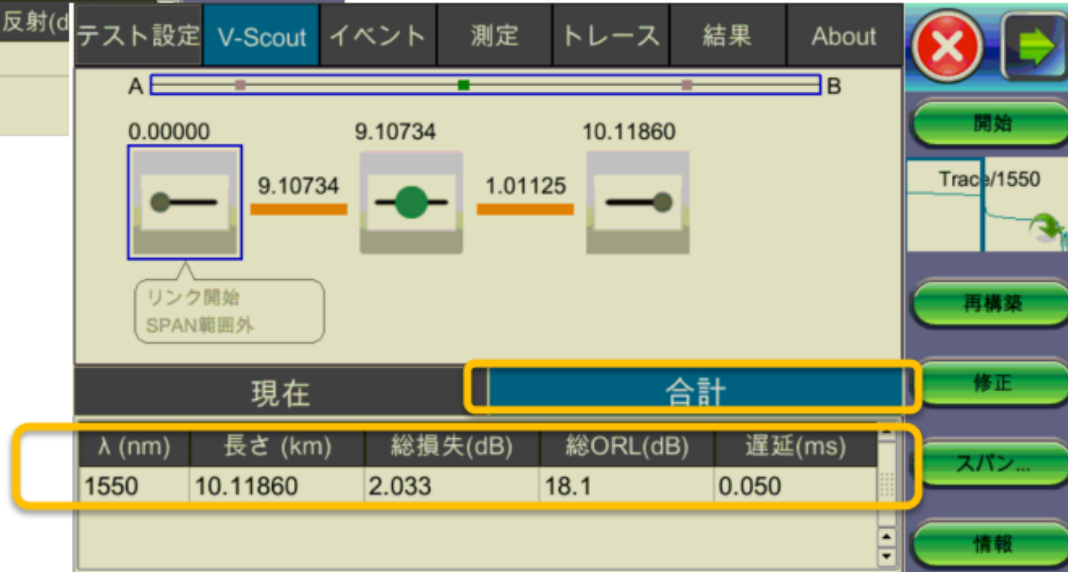 反射(d
テスト設定 V-Scout イベント 測定 トレース 結果 About
A B
0.00000 9.10734 10.11860
9.10734 1.01125
リンク開始
SPAN範囲外
現在 合計
λ (nm) 長さ (km) 総損失(dB) 総ORL(dB) 遅延(ms)
1550 10.11860 2.033 18.1 0.050
開始
Trace/1550
再構築
修正
スパン...
情報